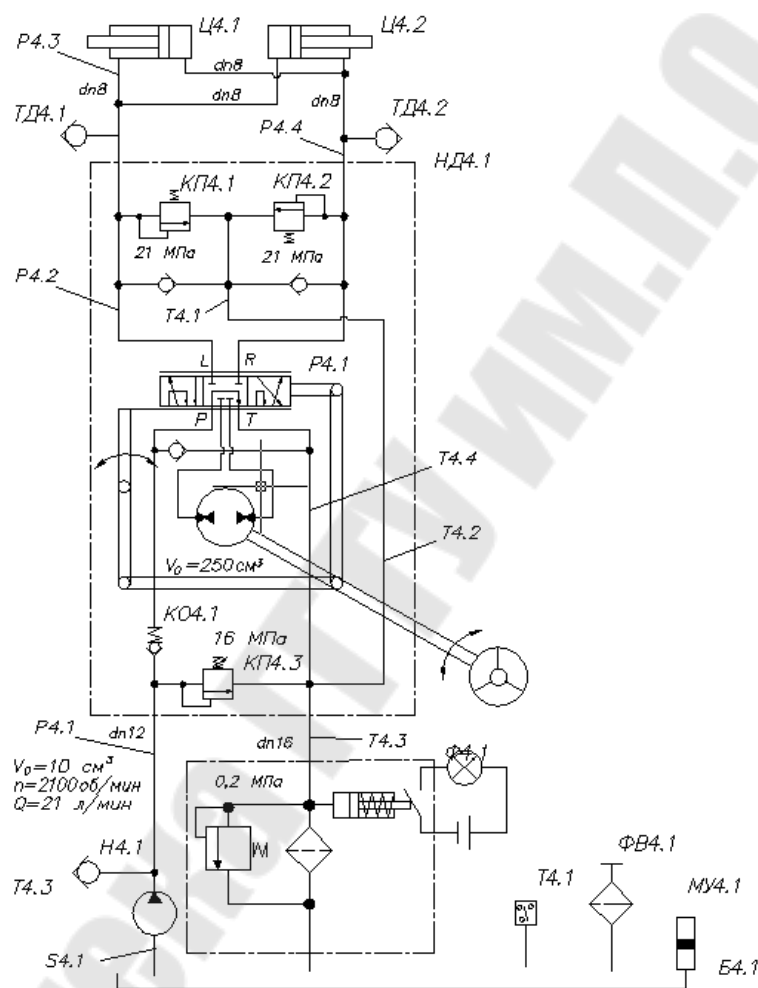 Ц4.1
Ц4.2
Р4.3
dn8
dn8
dn8
dn8
ТД4.1
ТД4.2
Р4.4
НД4.1
КП4.1
КП4.2
21 МПа
21 МПа
Р4.2
Т4.1
L
R
Р4.1
P
T
Т4.4
Т4.2
V₀=250 см³
КО4.1
16 МПа
КП4.3
Р4.1
dn12
dn16
Т4.3
Ф4.1
V₀=10 см³
n=2100 об/мин
Q=21 л/мин
0,2 МПа
Н4.1
Т4.3
S4.1
Т4.1
ФВ4.1
МУ4.1
Б4.1
ГГТУ ИМ.П.О